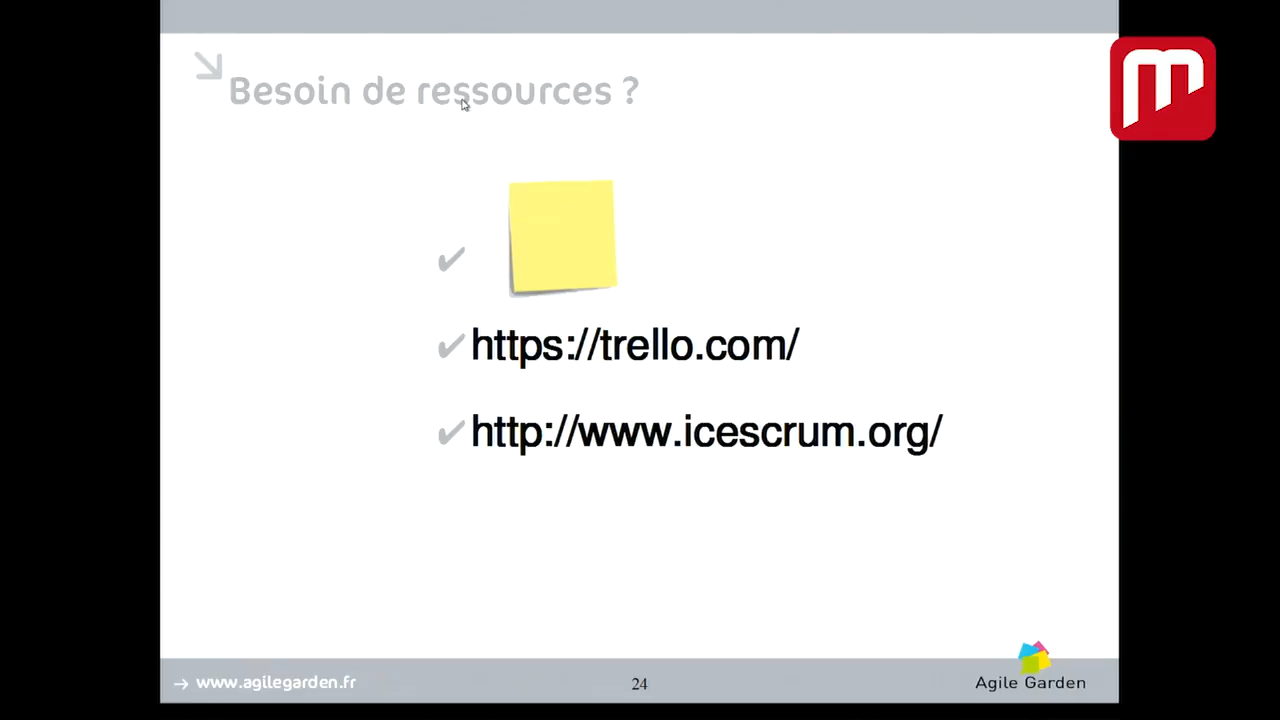 Besoin de ressources ?
✔
✔ https://trello.com/
✔ http://www.icescrum.org/
→ www.agilegarden.fr
24
Agile Garden